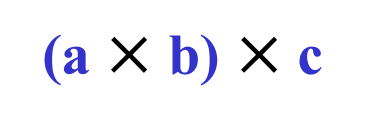 (a × b) × c